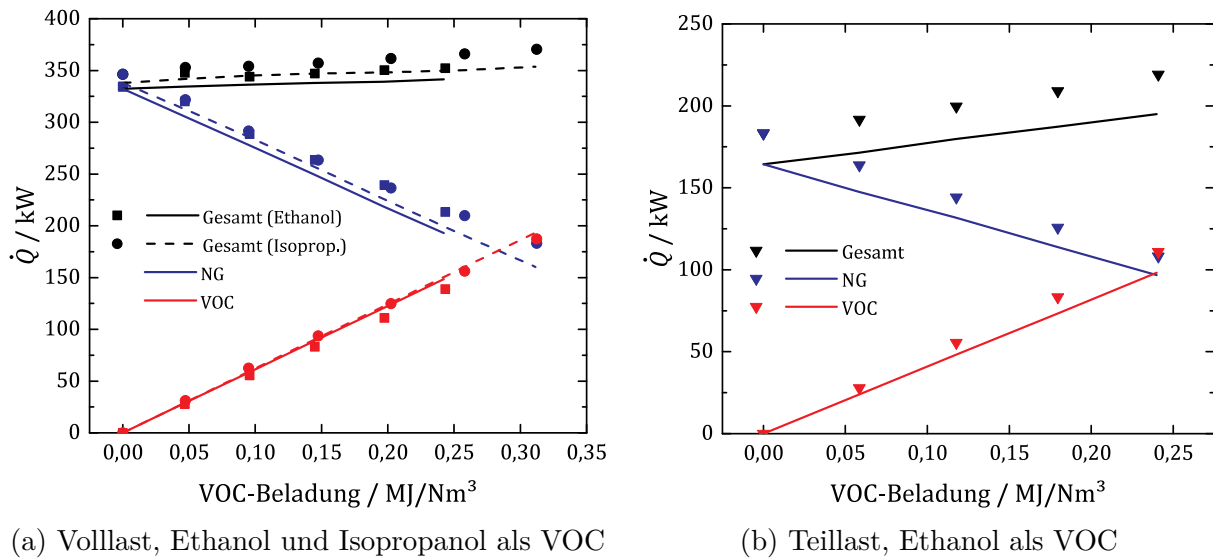 400
350
300
250
200
150
100
50
0
Q̇ / kW
Gesamt (Ethanol)
Gesamt (Isoprop.)
NG
VOC
0,00 0,05 0,10 0,15 0,20 0,25 0,30 0,35
VOC-Beladung / MJ/Nm³
(a) Volllast, Ethanol und Isopropanol als VOC
250
200
150
100
50
0
Q̇ / kW
Gesamt
NG
VOC
0,00 0,05 0,10 0,15 0,20 0,25
VOC-Beladung / MJ/Nm³
(b) Teillast, Ethanol als VOC